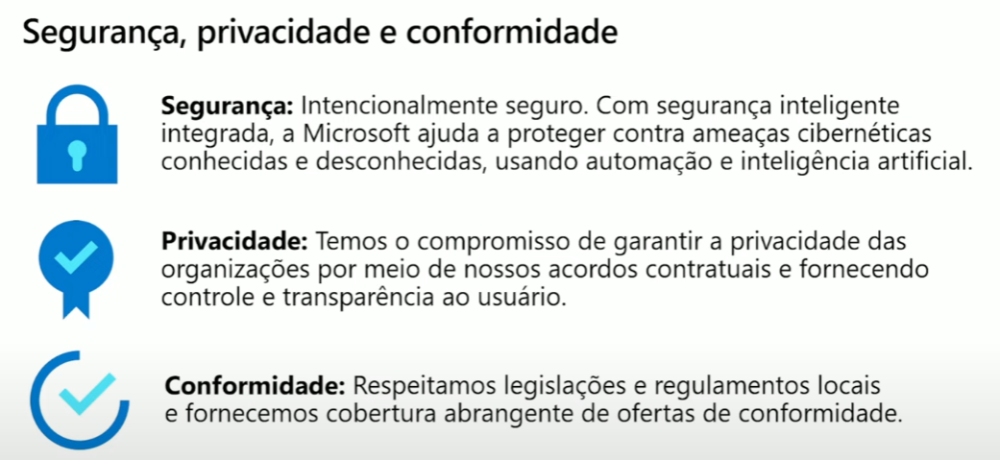 Segurança, privacidade e conformidade
Segurança: Intencionalmente seguro. Com segurança inteligente
integrada, a Microsoft ajuda a proteger contra ameaças cibernéticas
conhecidas e desconhecidas, usando automação e inteligência artificial.
Privacidade: Temos o compromisso de garantir a privacidade das
organizações por meio de nossos acordos contratuais e fornecendo
controle e transparência ao usuário.
Conformidade: Respeitamos legislações e regulamentos locais
e fornecemos cobertura abrangente de ofertas de conformidade.